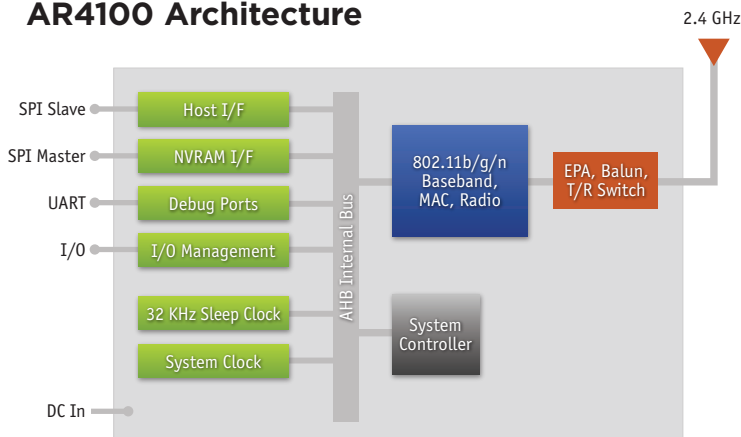 AR4100 Architecture
2.4 GHz
SPI Slave
Host I/F
SPI Master
NVRAM I/F
UART
Debug Ports
I/O
I/O Management
32 KHz Sleep Clock
System Clock
DC In
AHB Internal Bus
802.11b/g/n
Baseband,
MAC, Radio
EPA, Balun,
T/R Switch
System
Controller